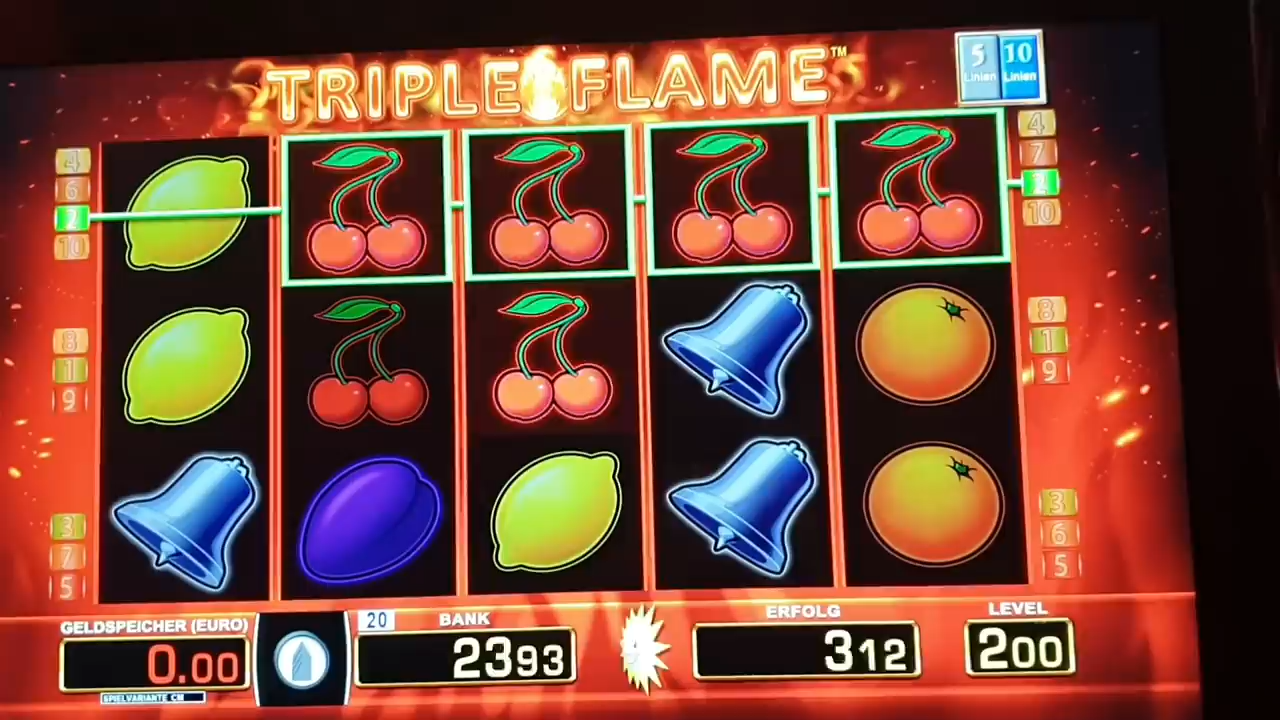 TRIPLE FLAME™
5 Linien 10 Linien
4 4
6 7
2 2
10 10
8 8
1 1
9 9
3 3
7 6
5 5
GELDSPEICHER (EURO) 20 BANK ERFOLG LEVEL
0.00 2393 312 200
SPIELVARIANTE CM